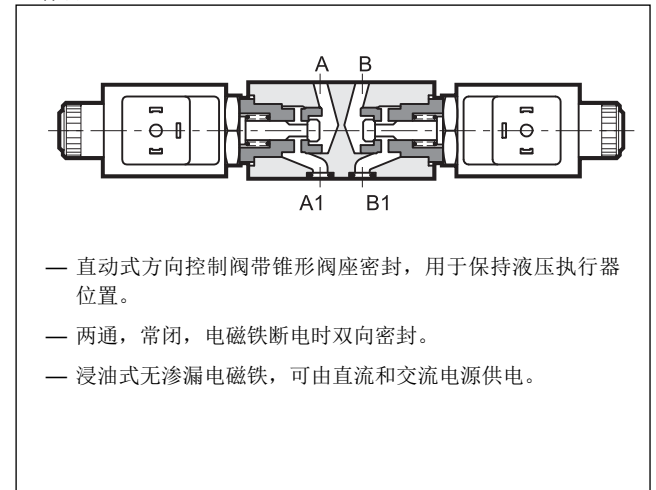 A B
A1 B1
— 直动式方向控制阀带锥形阀座密封，用于保持液压执行器
位置。
— 两通，常闭，电磁铁断电时双向密封。
— 浸油式无渗漏电磁铁，可由直流和交流电源供电。